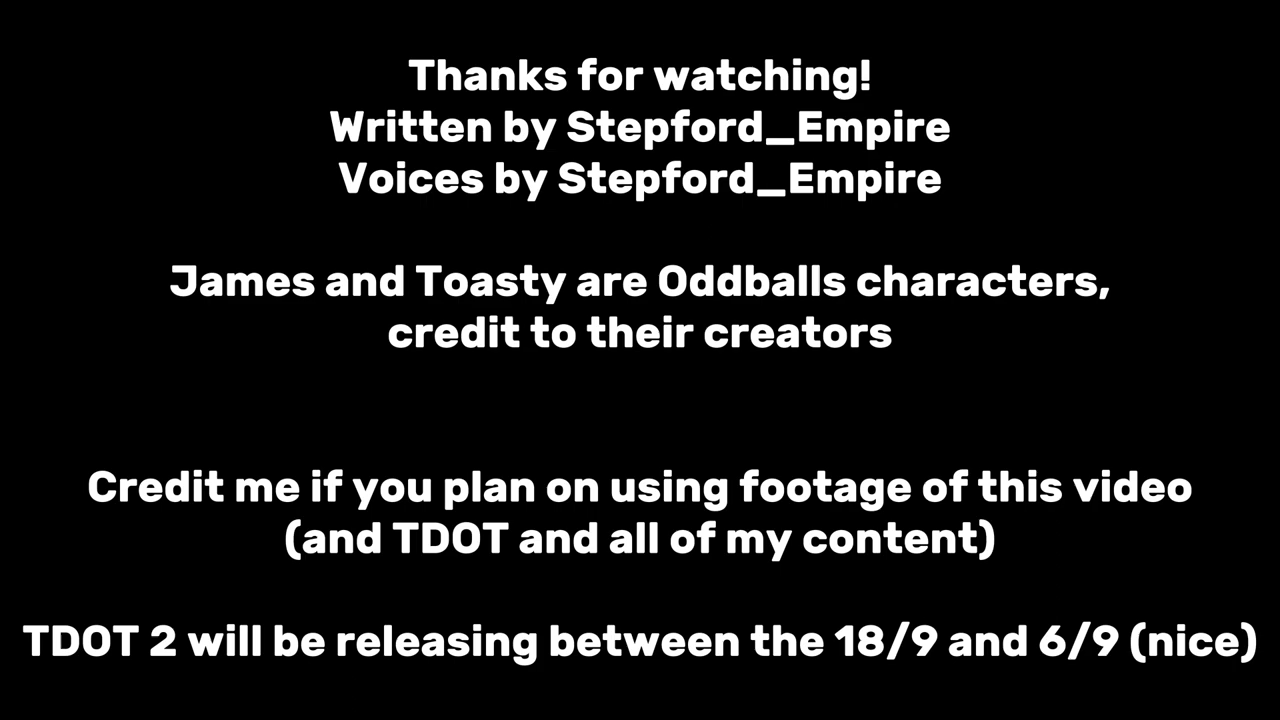 Thanks for watching!
Written by Stepford_Empire
Voices by Stepford_Empire
James and Toasty are Oddballs characters,
credit to their creators
Credit me if you plan on using footage of this video
(and TDOT and all of my content)
TDOT 2 will be releasing between the 18/9 and 6/9 (nice)